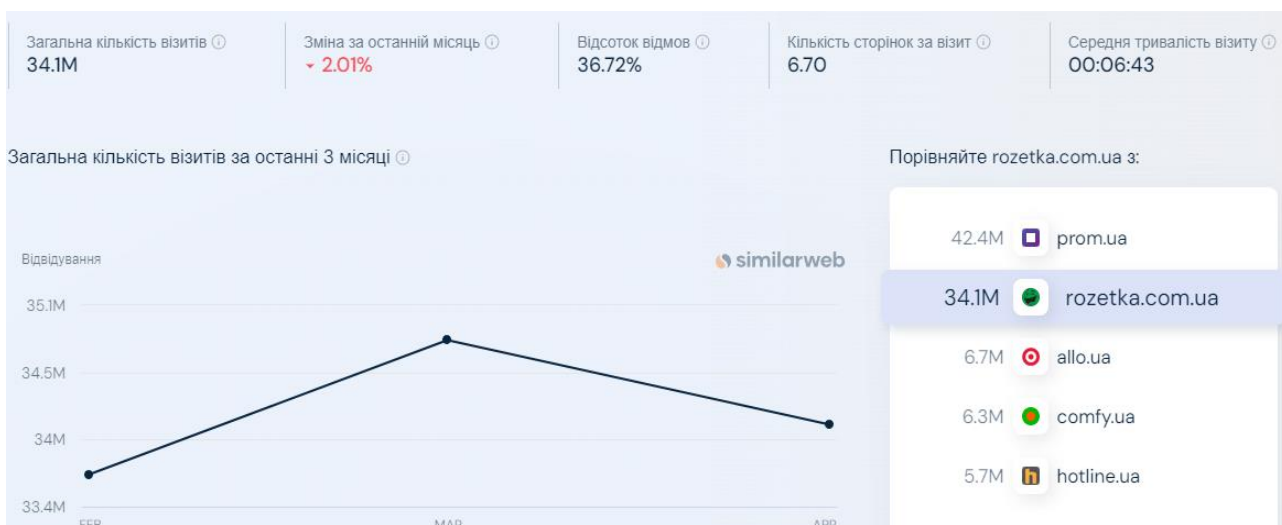 Загальна кількість візитів
34.1M
Зміна за останній місяць
2.01%
Відсоток відмов
36.72%
Кількість сторінок за візит
6.70
Середня тривалість візиту
00:06:43
Загальна кількість візитів за останні 3 місяці
Порівняйте rozetka.com.ua з:
Відвідування
similarweb
35.1M
34.5M
34M
33.4M
FEB
MAR
APR
42.4M prom.ua
34.1M rozetka.com.ua
6.7M allo.ua
6.3M comfy.ua
5.7M hotline.ua